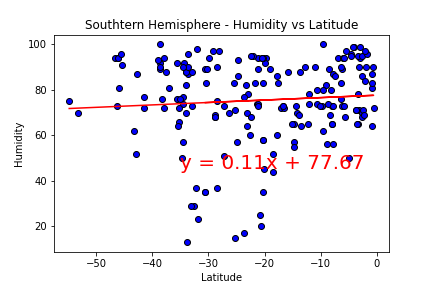 Southtern Hemisphere - Humidity vs Latitude
100
80
60
40
20
Humidity
y = 0.11x + 77.67
−50
−40
−30
−20
−10
0
Latitude